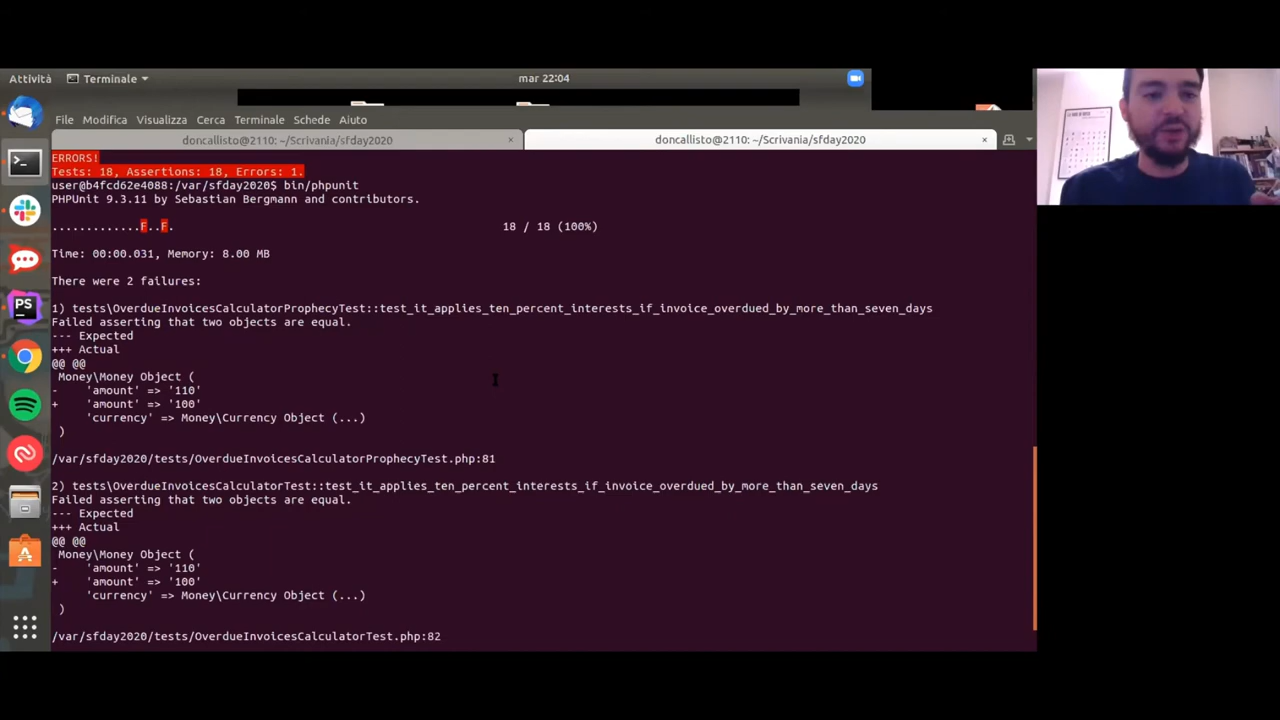 Attività
Terminale
mar 22:04
File Modifica Visualizza Cerca Terminale Schede Aiuto
doncallisto@2110: ~/Scrivania/sfday2020 ×
doncallisto@2110: ~/Scrivania/sfday2020 ×
ERRORS!
Tests: 18, Assertions: 18, Errors: 1.
user@b4fcd62e4088:/var/sfday2020$ bin/phpunit
PHPUnit 9.3.11 by Sebastian Bergmann and contributors.
.............F..F. 18 / 18 (100%)
Time: 00:00.031, Memory: 8.00 MB
There were 2 failures:
1) tests\OverdueInvoicesCalculatorProphecyTest::test_it_applies_ten_percent_interests_if_invoice_overdued_by_more_than_seven_days
Failed asserting that two objects are equal.
--- Expected
+++ Actual
@@ @@
Money\Money Object (
- 'amount' => '110'
+ 'amount' => '100'
'currency' => Money\Currency Object (...)
)
/var/sfday2020/tests/OverdueInvoicesCalculatorProphecyTest.php:81
2) tests\OverdueInvoicesCalculatorTest::test_it_applies_ten_percent_interests_if_invoice_overdued_by_more_than_seven_days
Failed asserting that two objects are equal.
--- Expected
+++ Actual
@@ @@
Money\Money Object (
- 'amount' => '110'
+ 'amount' => '100'
'currency' => Money\Currency Object (...)
)
/var/sfday2020/tests/OverdueInvoicesCalculatorTest.php:82
PS